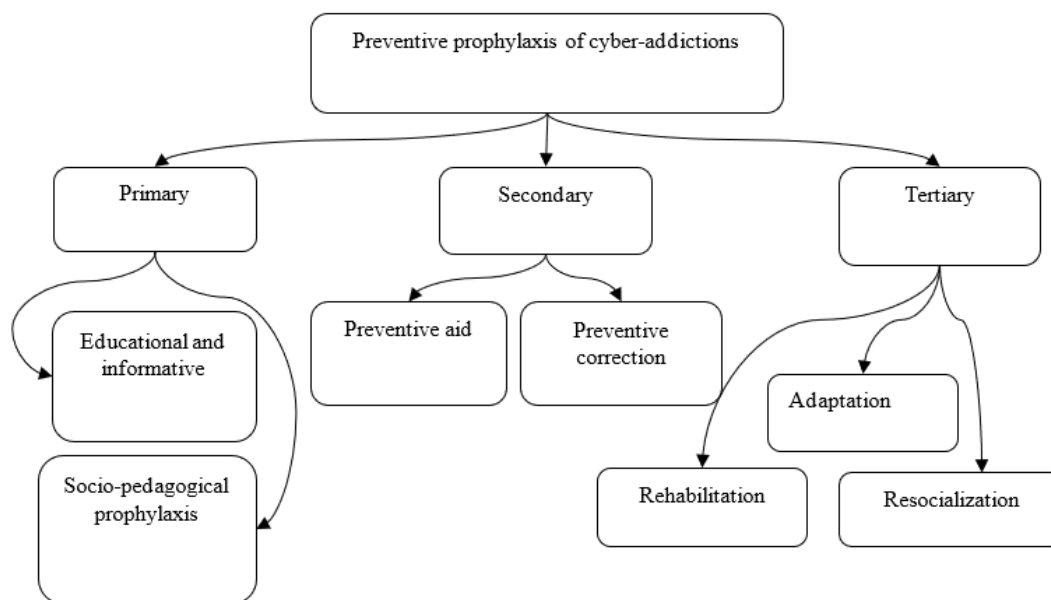 Preventive prophylaxis of cyber-addictions
Primary
Secondary
Tertiary
Educational and
informative
Preventive aid
Preventive
correction
Adaptation
Socio-pedagogical
prophylaxis
Rehabilitation
Resocialization